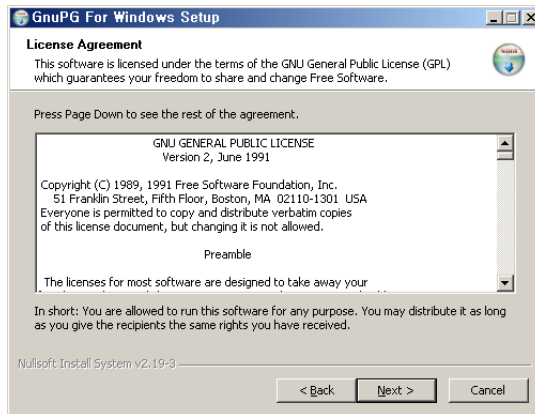 GnuPG For Windows Setup
License Agreement
This software is licensed under the terms of the GNU General Public License (GPL)
which guarantees your freedom to share and change Free Software.
Press Page Down to see the rest of the agreement.
GNU GENERAL PUBLIC LICENSE
Version 2, June 1991
Copyright (C) 1989, 1991 Free Software Foundation, Inc.
51 Franklin Street, Fifth Floor, Boston, MA 02110-1301 USA
Everyone is permitted to copy and distribute verbatim copies
of this license document, but changing it is not allowed.
Preamble
The licenses for most software are designed to take away your
In short: You are allowed to run this software for any purpose. You may distribute it as long
as you give the recipients the same rights you have received.
Nullsoft Install System v2.19-3
< Back Next > Cancel